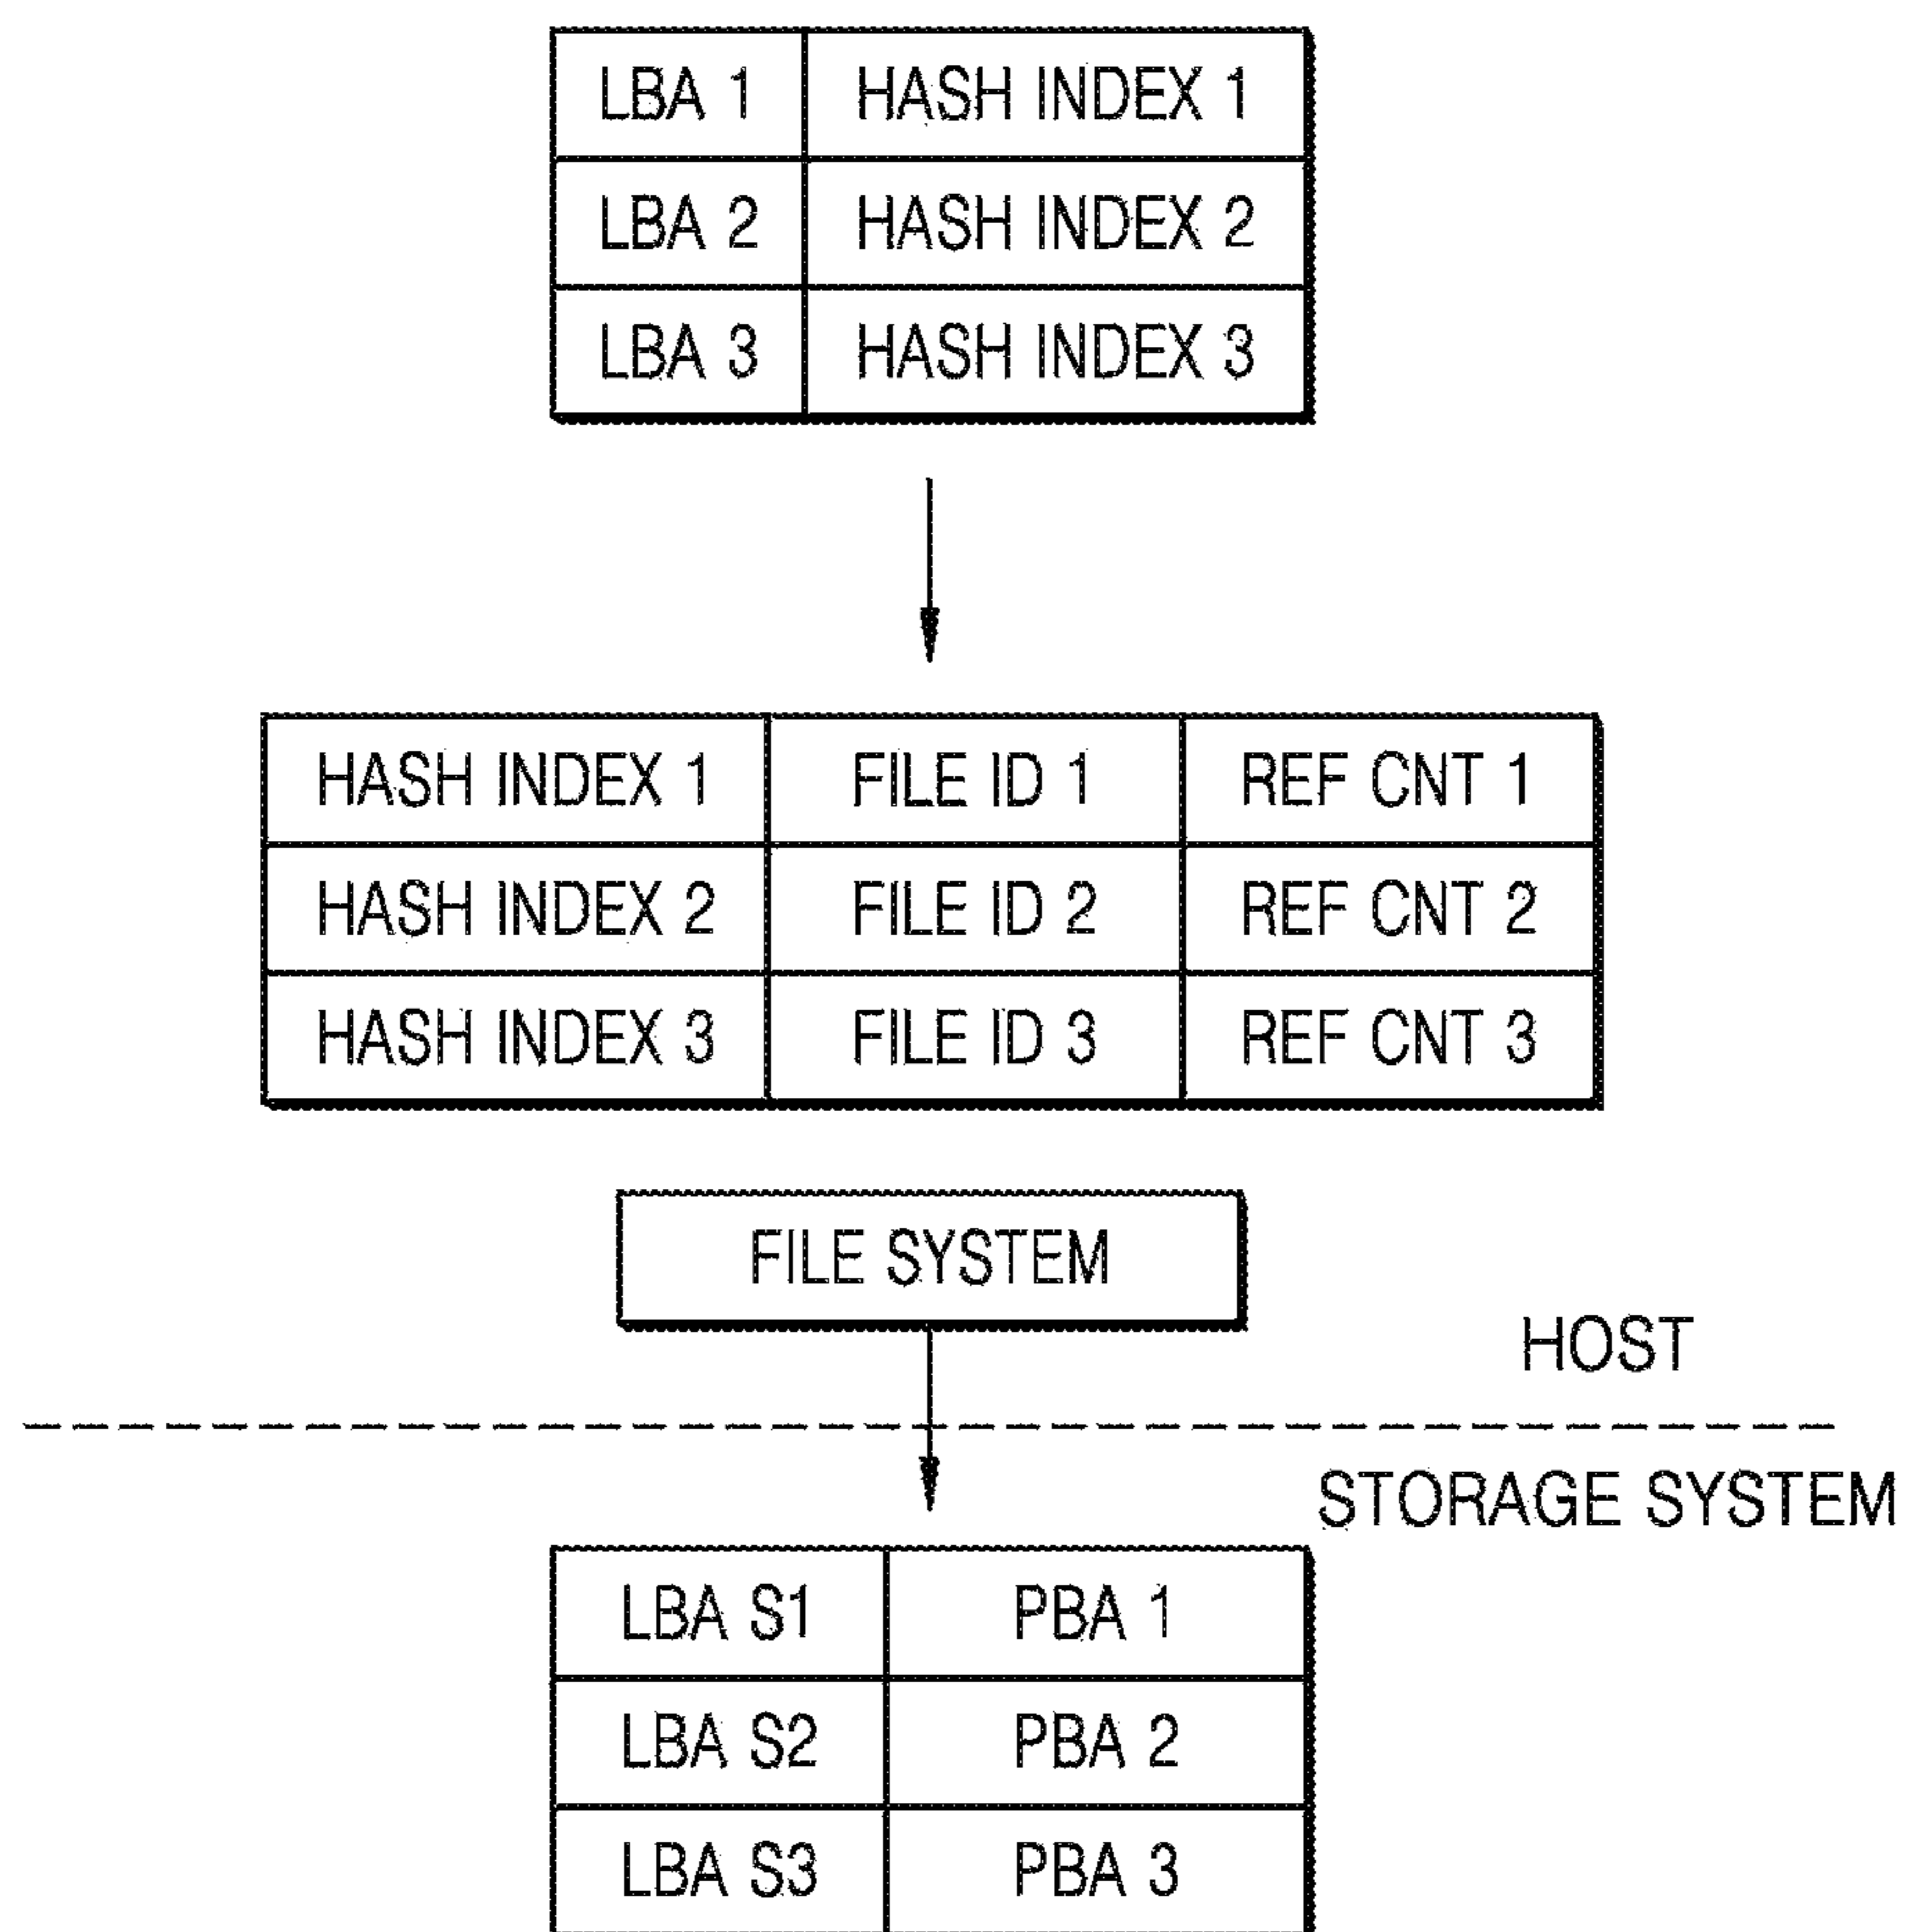 LBA 1 HASH INDEX 1
LBA 2 HASH INDEX 2
LBA 3 HASH INDEX 3
HASH INDEX 1 FILE ID 1 REF CNT 1
HASH INDEX 2 FILE ID 2 REF CNT 2
HASH INDEX 3 FILE ID 3 REF CNT 3
FILE SYSTEM
HOST
STORAGE SYSTEM
LBA S1 PBA 1
LBA S2 PBA 2
LBA S3 PBA 3